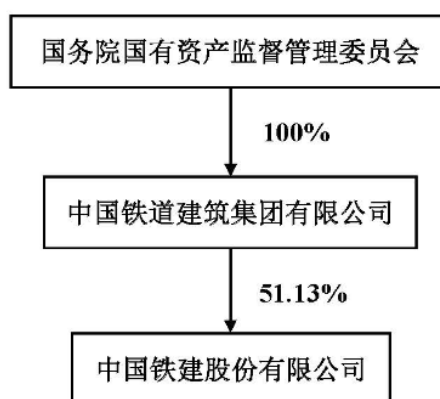 国务院国有资产监督管理委员会
100%
中国铁道建筑集团有限公司
51.13%
中国铁建股份有限公司